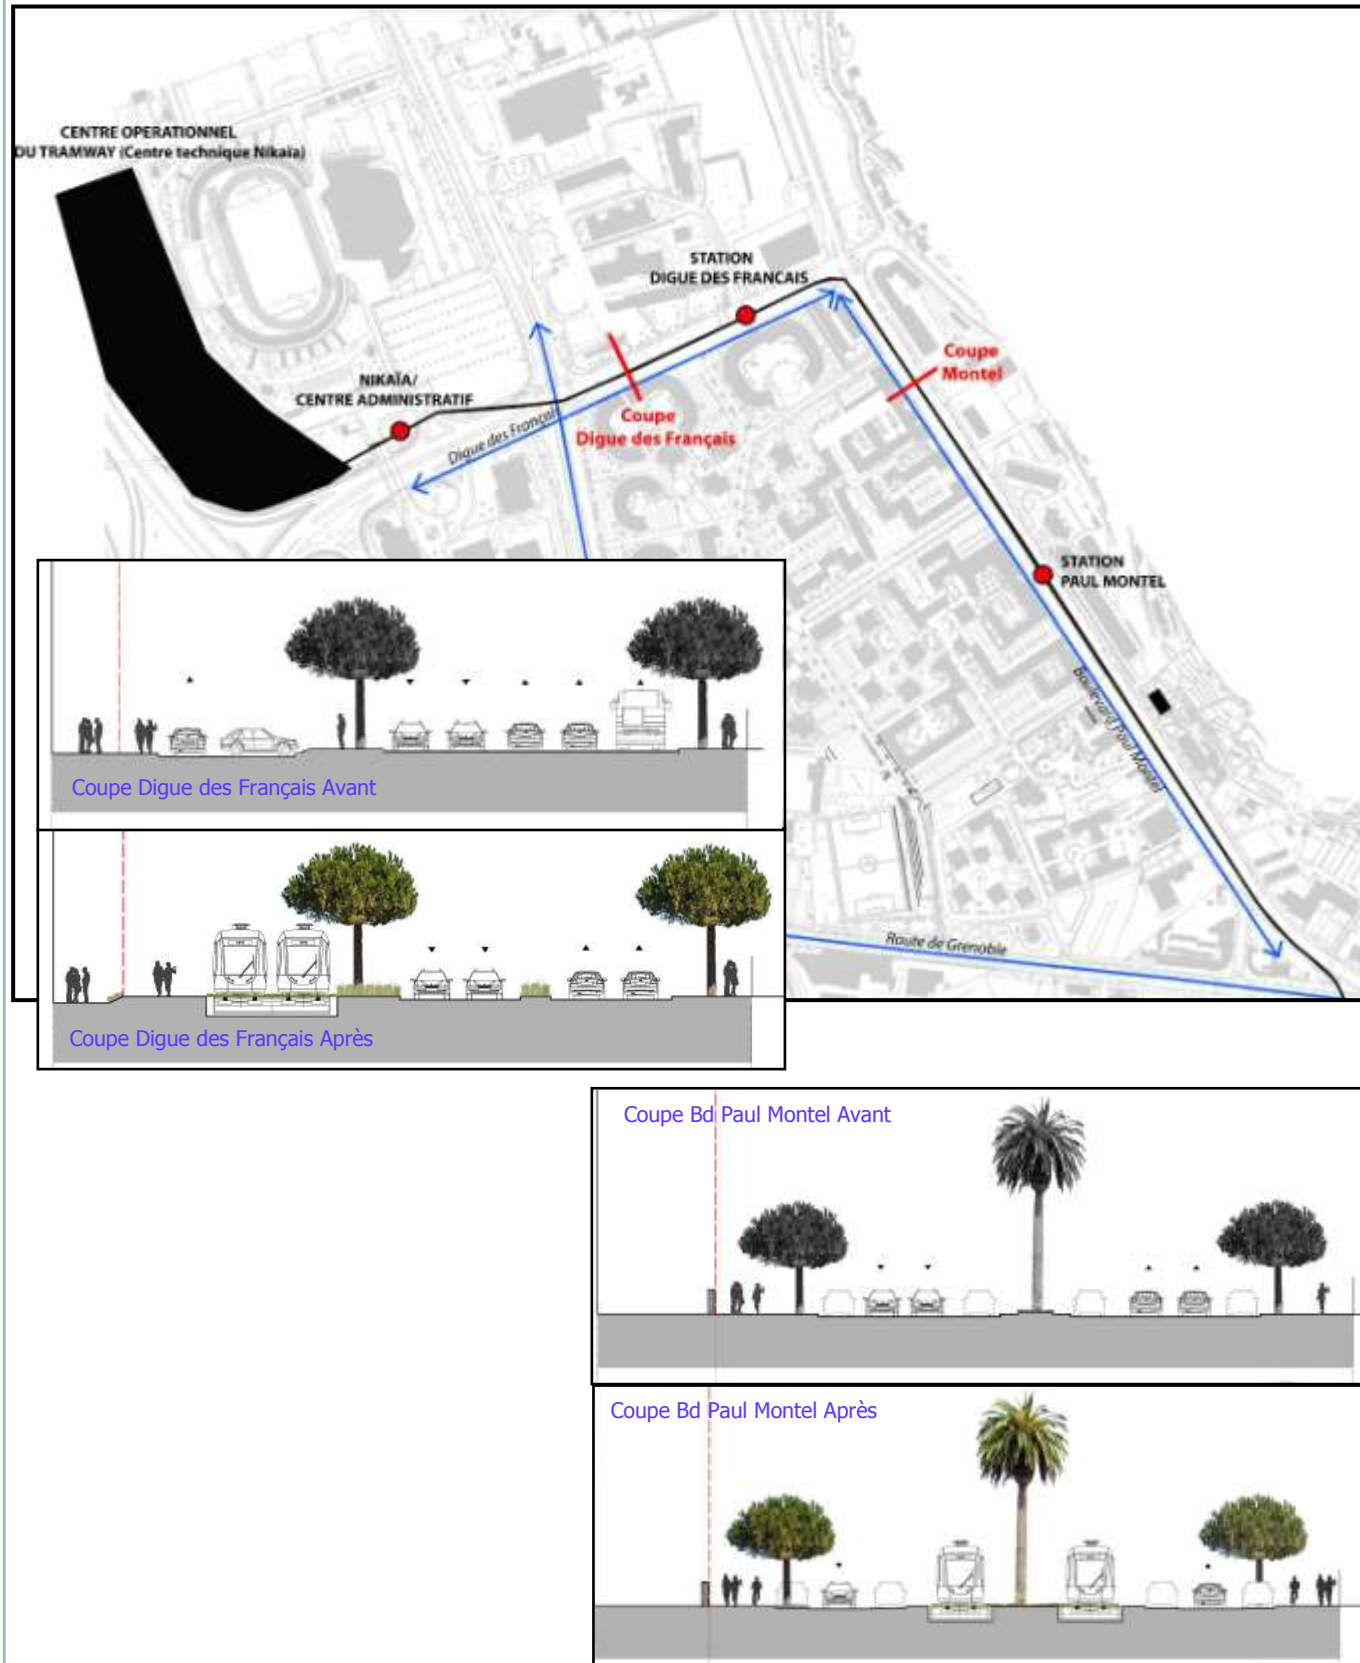 CENTRE OPERATIONNEL
DU TRAMWAY (Centre technique Nikaïa)
STATION
DIGUE DES FRANCAIS
NIKAÏA/
CENTRE ADMINISTRATIF
Digue des Français
Coupe
Digue des Français
Coupe
Montel
STATION
PAUL MONTEL
Boulevard Paul Montel
Route de Grenoble
Coupe Digue des Français Avant
Coupe Digue des Français Après
Coupe Bd Paul Montel Avant
Coupe Bd Paul Montel Après